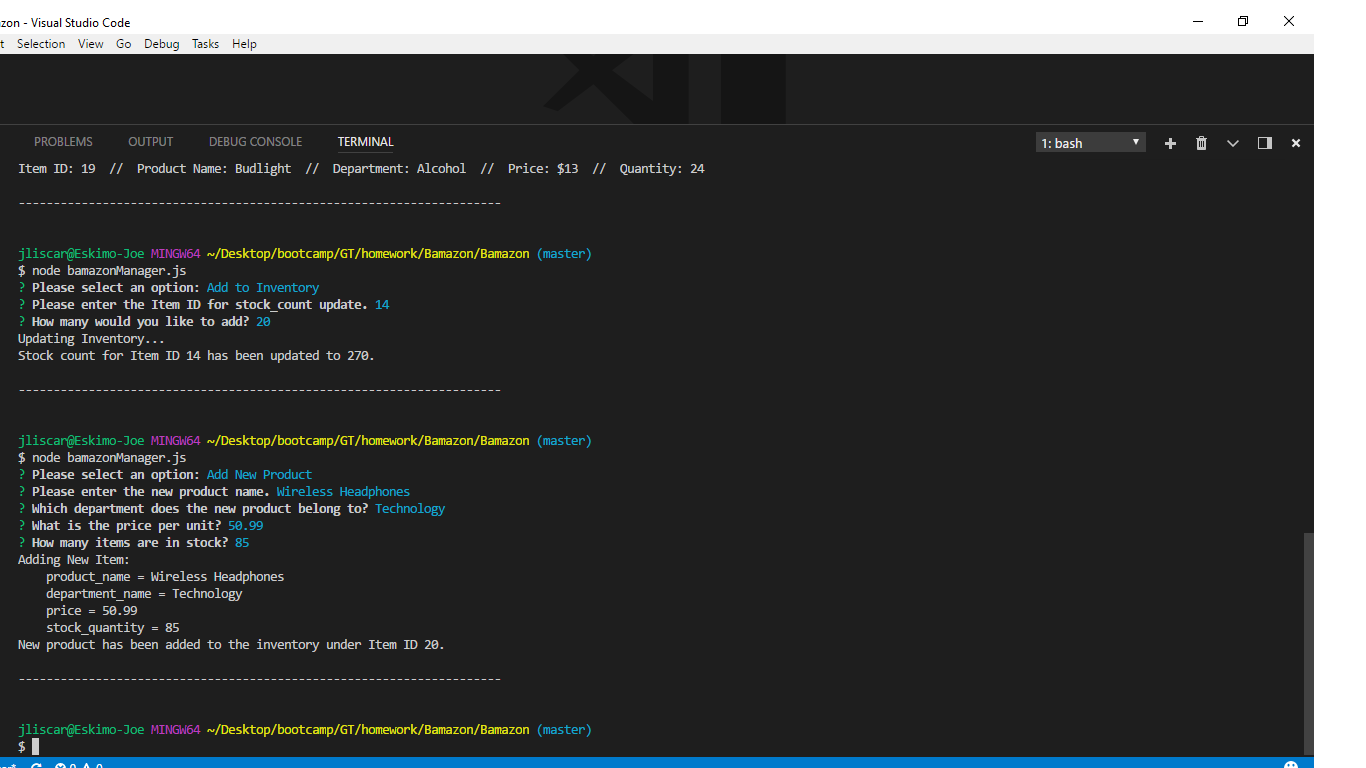 zon - Visual Studio Code
t Selection View Go Debug Tasks Help
PROBLEMS OUTPUT DEBUG CONSOLE TERMINAL 1: bash
Item ID: 19 // Product Name: Budlight // Department: Alcohol // Price: $13 // Quantity: 24
---------------------------------------------------------------------
jliscar@Eskimo-Joe MINGW64 ~/Desktop/bootcamp/GT/homework/Bamazon/Bamazon (master)
$ node bamazonManager.js
? Please select an option: Add to Inventory
? Please enter the Item ID for stock_count update. 14
? How many would you like to add? 20
Updating Inventory...
Stock count for Item ID 14 has been updated to 270.
---------------------------------------------------------------------
jliscar@Eskimo-Joe MINGW64 ~/Desktop/bootcamp/GT/homework/Bamazon/Bamazon (master)
$ node bamazonManager.js
? Please select an option: Add New Product
? Please enter the new product name. Wireless Headphones
? Which department does the new product belong to? Technology
? What is the price per unit? 50.99
? How many items are in stock? 85
Adding New Item:
    product_name = Wireless Headphones
    department_name = Technology
    price = 50.99
    stock_quantity = 85
New product has been added to the inventory under Item ID 20.
---------------------------------------------------------------------
jliscar@Eskimo-Joe MINGW64 ~/Desktop/bootcamp/GT/homework/Bamazon/Bamazon (master)
$